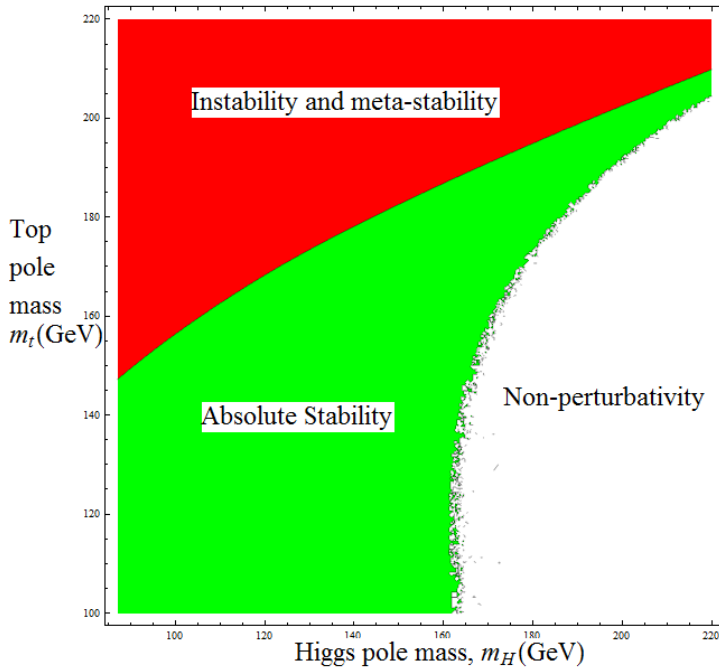 220
200
180
160
140
120
100
Top
pole
mass
m_t(GeV)
Instability and meta-stability
Absolute Stability
Non-perturbativity
100
120
140
160
180
200
220
Higgs pole mass, m_H(GeV)